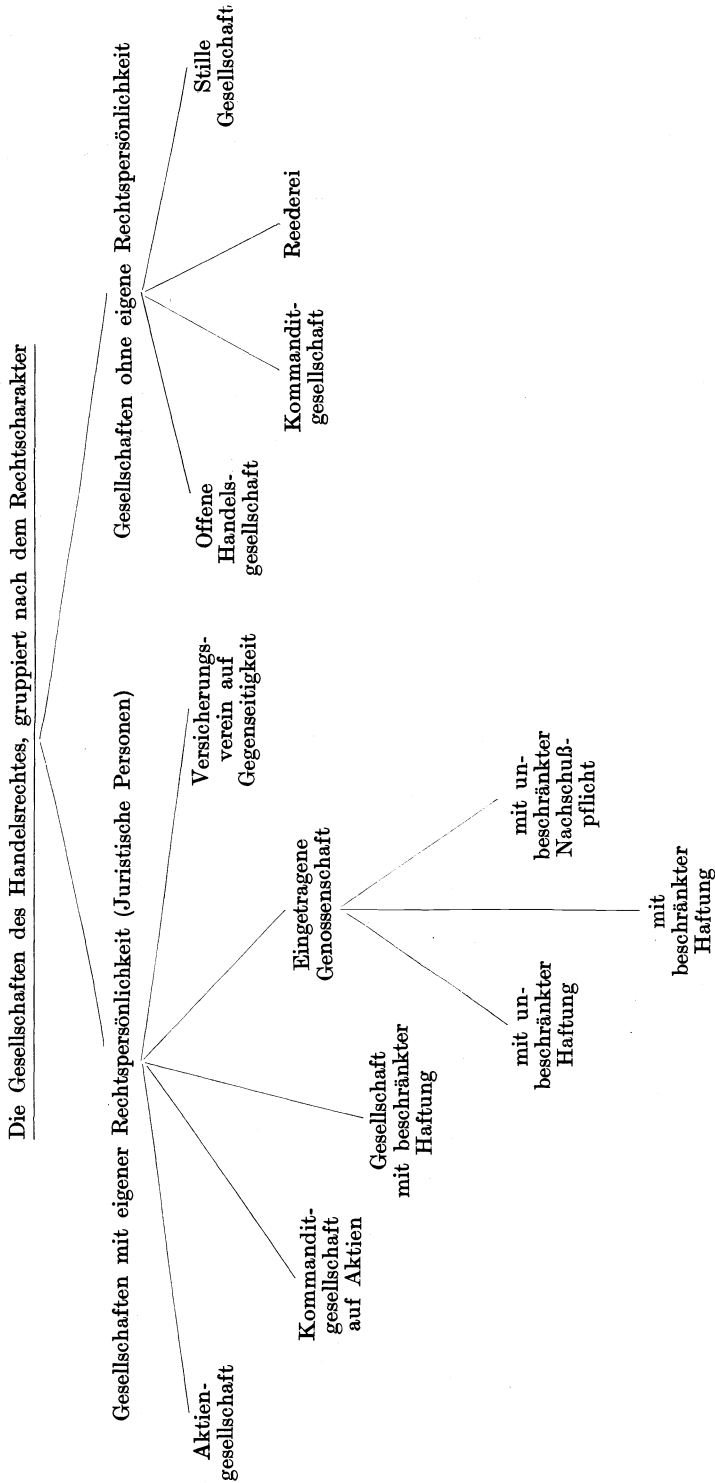 Die Gesellschaften des Handelsrechtes, gruppiert nach dem Rechtscharakter
Gesellschaften mit eigener Rechtspersönlichkeit (Juristische Personen)
Gesellschaften ohne eigene Rechtspersönlichkeit
Aktien-
gesellschaft
Kommandit-
gesellschaft
auf Aktien
Gesellschaft
mit beschränkter
Haftung
Eingetragene
Genossenschaft
Versicherungs-
verein auf
Gegenseitigkeit
mit un-
beschränkter
Haftung
mit
beschränkter
Haftung
mit un-
beschränkter
Nachschuß-
pflicht
Offene
Handels-
gesellschaft
Kommandit-
gesellschaft
Reederei
Stille
Gesellschaft